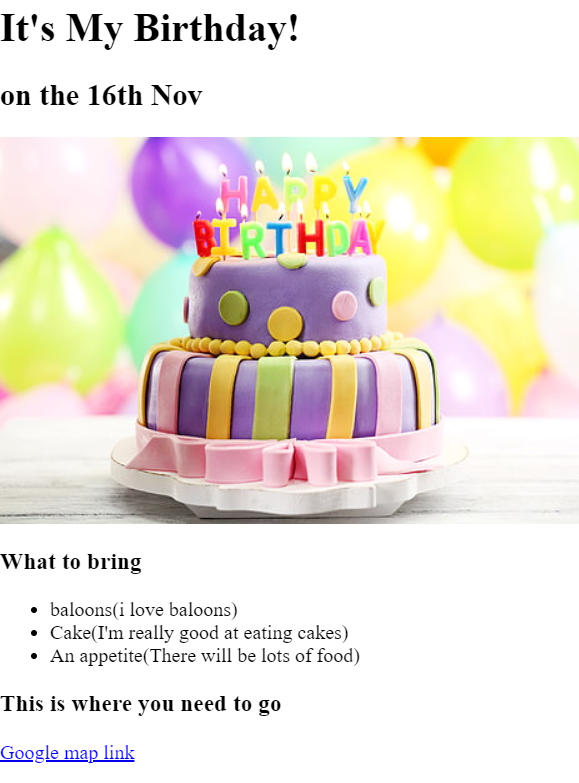 It's My Birthday!
on the 16th Nov
HAPPY
BIRTHDAY
What to bring
baloons(i love baloons)
Cake(I'm really good at eating cakes)
An appetite(There will be lots of food)
This is where you need to go
Google map link